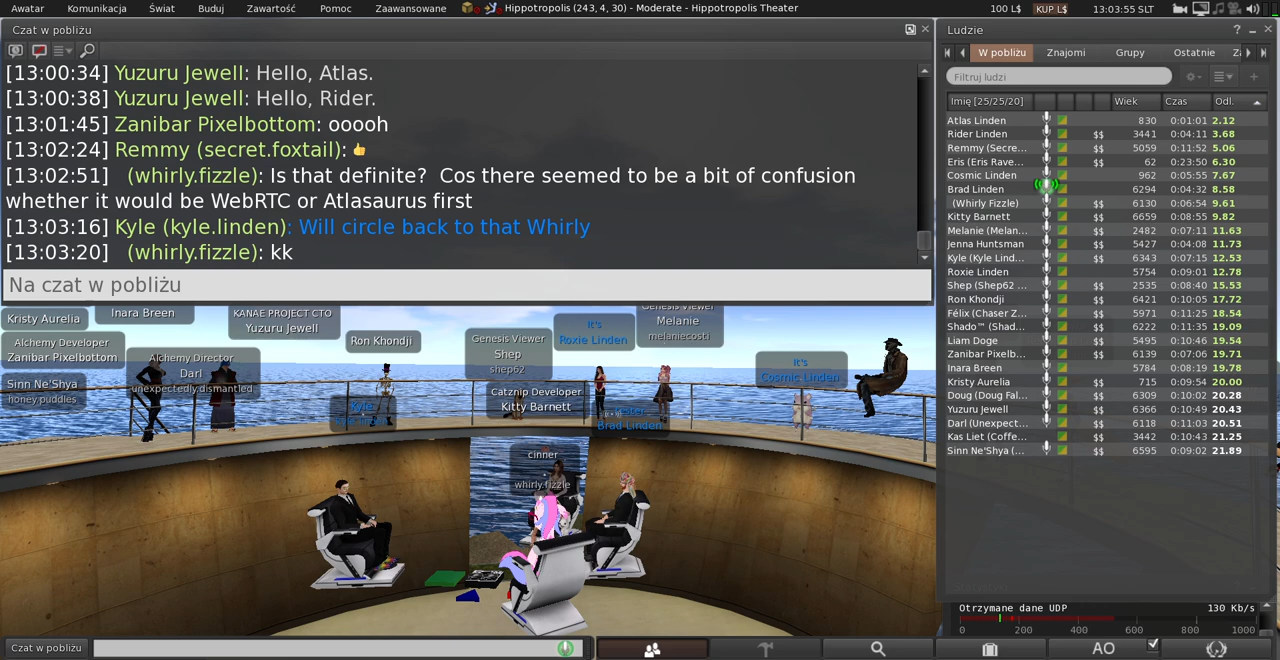 Awatar Komunikacja Świat Buduj Zawartość Pomoc Zaawansowane Hippotropolis (243, 4, 30) - Moderate - Hippotropolis Theater 100 L$ KUP L$ 13:03:55 SLT
Czat w pobliżu
[13:00:34] Yuzuru Jewell: Hello, Atlas.
[13:00:38] Yuzuru Jewell: Hello, Rider.
[13:01:45] Zanibar Pixelbottom: ooooh
[13:02:24] Remmy (secret.foxtail): 👍
[13:02:51] (whirly.fizzle): Is that definite?  Cos there seemed to be a bit of confusion
whether it would be WebRTC or Atlasaurus first
[13:03:16] Kyle (kyle.linden): Will circle back to that Whirly
[13:03:20] (whirly.fizzle): kk
Na czat w pobliżu
Kristy Aurelia
Inara Breen
KANAE PROJECT CTO
Yuzuru Jewell
Alchemy Developer
Zanibar Pixelbottom
Alchemy Director
Darl
unexpectedly.dismantled
Sinn Ne'Shya
honey.puddles
Ron Khondji
Genesis Viewer
Shep
shep62
It's
Roxie Linden
Genesis Viewer
Melanie
melaniecosti
It's
Cosmic Linden
Catznip Developer
Kitty Barnett
Kyle
kyle.linden
Tester
Brad Linden
cinner
whirly.fizzle
Ludzie
W pobliżu Znajomi Grupy Ostatnie Za
Filtruj ludzi
Imię [25/25/20] Wiek Czas Odl.
Atlas Linden 830 0:01:01 2.12
Rider Linden $$ 3441 0:04:11 3.68
Remmy (Secre... $$ 5059 0:11:52 5.06
Eris (Eris Rave... $$ 62 0:23:50 6.30
Cosmic Linden 962 0:05:55 7.67
Brad Linden 6294 0:04:32 8.58
(Whirly Fizzle) $$ 6130 0:06:54 9.61
Kitty Barnett $$ 6659 0:08:55 9.82
Melanie (Melan... $$ 2482 0:07:11 11.63
Jenna Huntsman $$ 5427 0:04:08 11.73
Kyle (Kyle Lind... $$ 6343 0:07:15 12.53
Roxie Linden 5754 0:09:01 12.78
Shep (Shep62 ... $$ 2535 0:08:40 15.53
Ron Khondji $$ 6421 0:10:05 17.72
Félix (Chaser Z... $$ 5971 0:11:25 18.54
Shado™ (Shad... $$ 6222 0:11:35 19.09
Liam Doge $$ 5495 0:10:46 19.54
Zanibar Pixelb... $$ 6139 0:07:06 19.71
Inara Breen 5784 0:08:19 19.78
Kristy Aurelia $$ 715 0:09:54 20.00
Doug (Doug Fal... $$ 6309 0:10:02 20.28
Yuzuru Jewell $$ 6366 0:10:49 20.43
Darl (Unexpect... $$ 6118 0:11:03 20.51
Kas Liet (Coffe... $$ 3442 0:10:43 21.25
Sinn Ne'Shya (... $$ 6595 0:09:02 21.89
Otrzymane dane UDP 130 Kb/s
0 200 400 600 800 1000
Czat w pobliżu AO